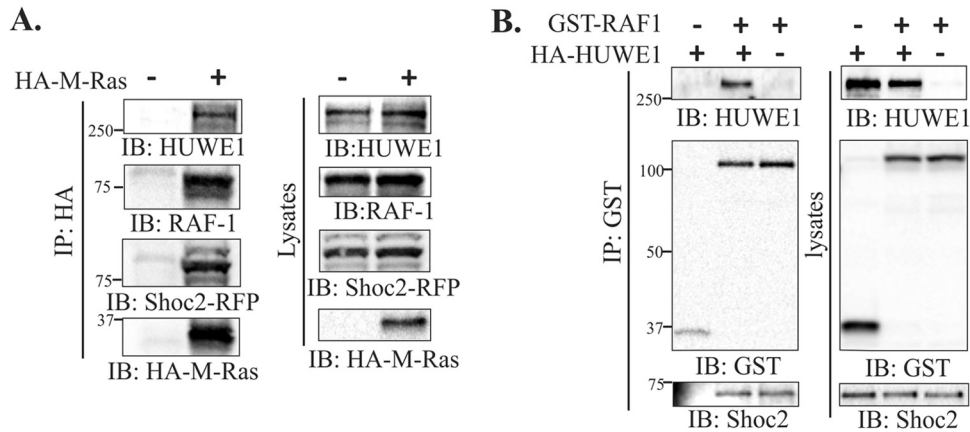 A.
HA-M-Ras - + - +
IP: HA
250
IB: HUWE1
75
IB: RAF-1
75
IB: Shoc2-RFP
37
IB: HA-M-Ras
Lysates
IB:HUWE1
IB:RAF-1
IB: Shoc2-RFP
IB: HA-M-Ras
B.
GST-RAF1 - + + - + +
HA-HUWE1 + + - + + -
IP: GST
250
IB: HUWE1
100
50
37
IB: GST
75
IB: Shoc2
lysates
IB: HUWE1
IB: GST
IB: Shoc2